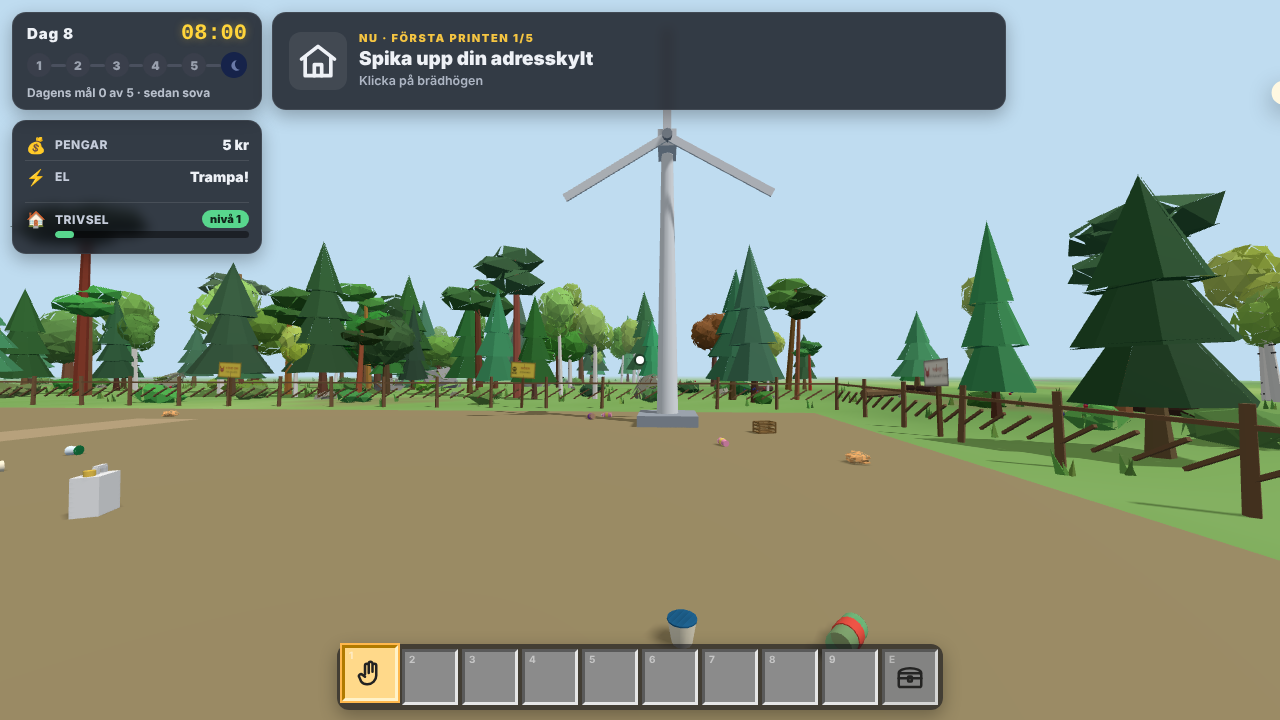 Dag 8
08:00
1 2 3 4 5
Dagens mål 0 av 5 · sedan sova
NU · FÖRSTA PRINTEN 1/5
Spika upp din adresskylt
Klicka på brädhögen
PENGAR
5 kr
EL
Trampa!
TRIVSEL
nivå 1
1 2 3 4 5 6 7 8 9 E